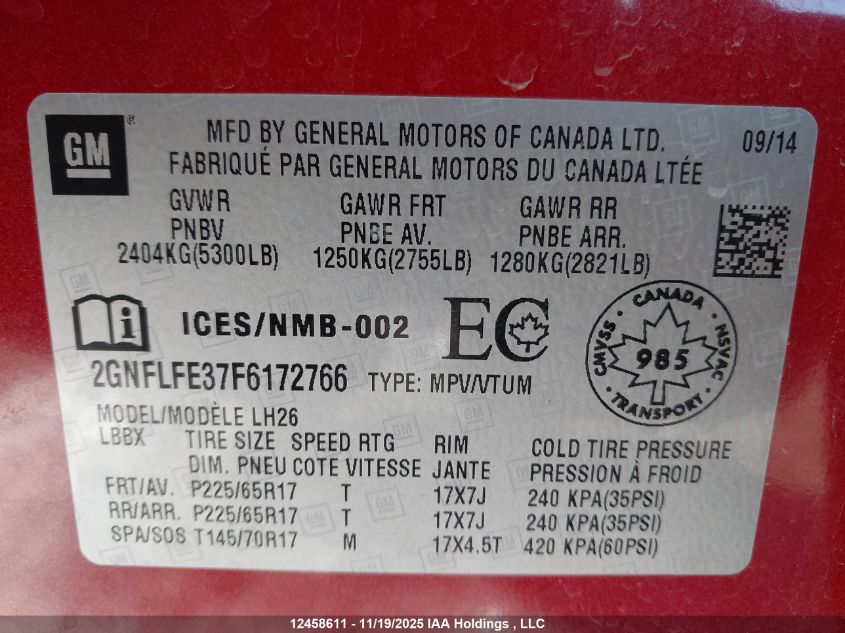 GM
MFD BY GENERAL MOTORS OF CANADA LTD. 09/14
FABRIQUÉ PAR GENERAL MOTORS DU CANADA LTÉE
GVWR GAWR FRT GAWR RR
PNBV PNBE AV. PNBE ARR.
2404KG(5300LB) 1250KG(2755LB) 1280KG(2821LB)
ICES/NMB-002 EC
CANADA
CMVSS 985 NSVAC
TRANSPORT
2GNFLFE37F6172766 TYPE: MPV/VTUM
MODEL/MODÈLE LH26
LBBX TIRE SIZE SPEED RTG RIM COLD TIRE PRESSURE
DIM. PNEU COTE VITESSE JANTE PRESSION À FROID
FRT/AV. P225/65R17 T 17X7J 240 KPA(35PSI)
RR/ARR. P225/65R17 T 17X7J 240 KPA(35PSI)
SPA/SOS T145/70R17 M 17X4.5T 420 KPA(60PSI)
12458611 - 11/19/2025 IAA Holdings , LLC